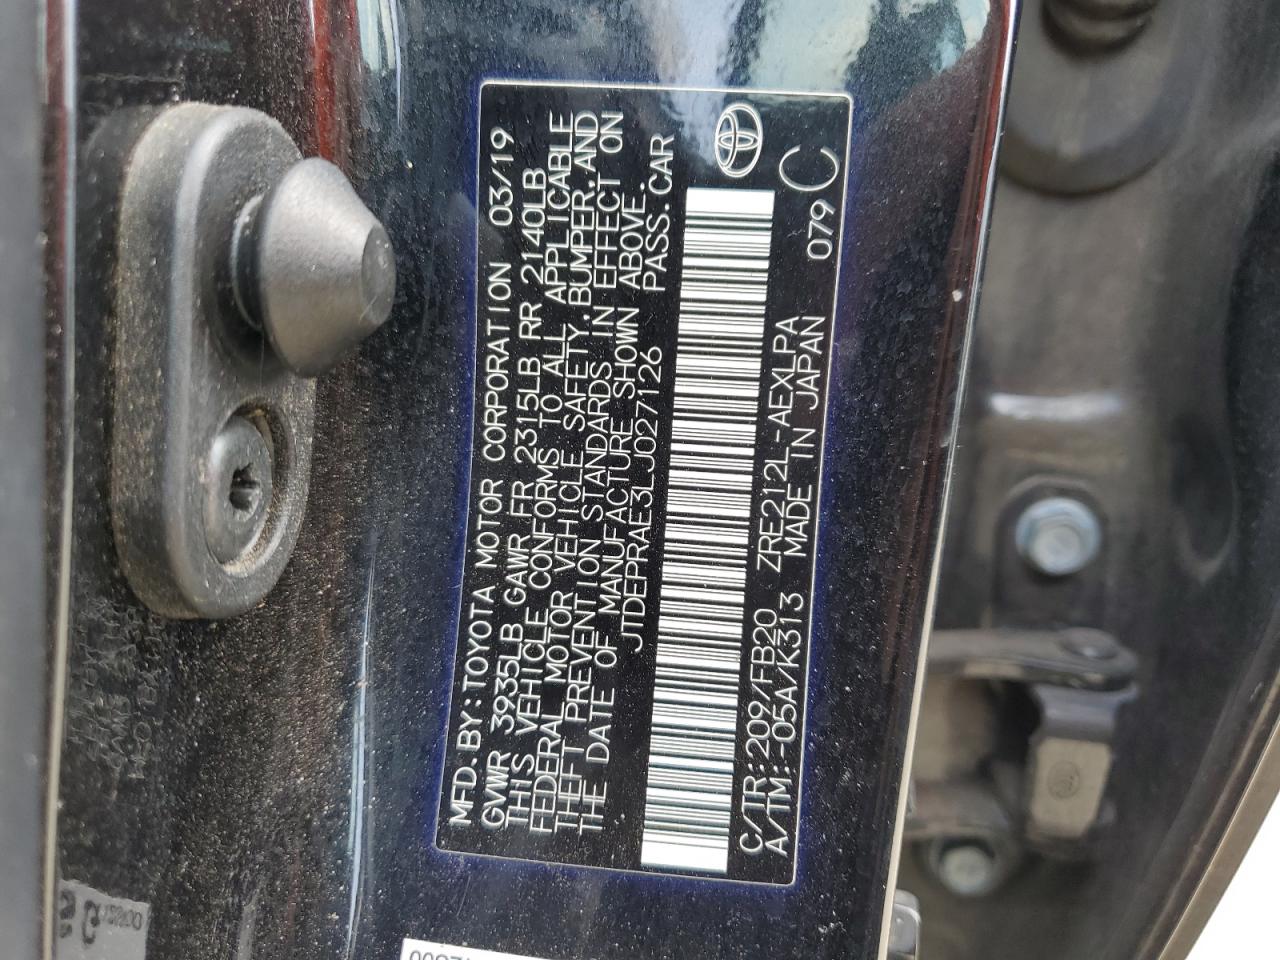 MFD.BY:TOYOTA MOTOR CORPORATION 03/19
GVWR 3935LB GAWR FR 2315LB RR 2140LB
THIS VEHICLE CONFORMS TO ALL APPLICABLE
FEDERAL MOTOR VEHICLE SAFETY,BUMPER,AND
THEFT PREVENTION STANDARDS IN EFFECT ON
THE DATE OF MANUFACTURE SHOWN ABOVE.
JTDEPRAE3LJ027126 PASS.CAR
C/TR:209/FB20 ZRE212L-AEXLPA 079 C
A/TM:-05A/K313 MADE IN JAPAN